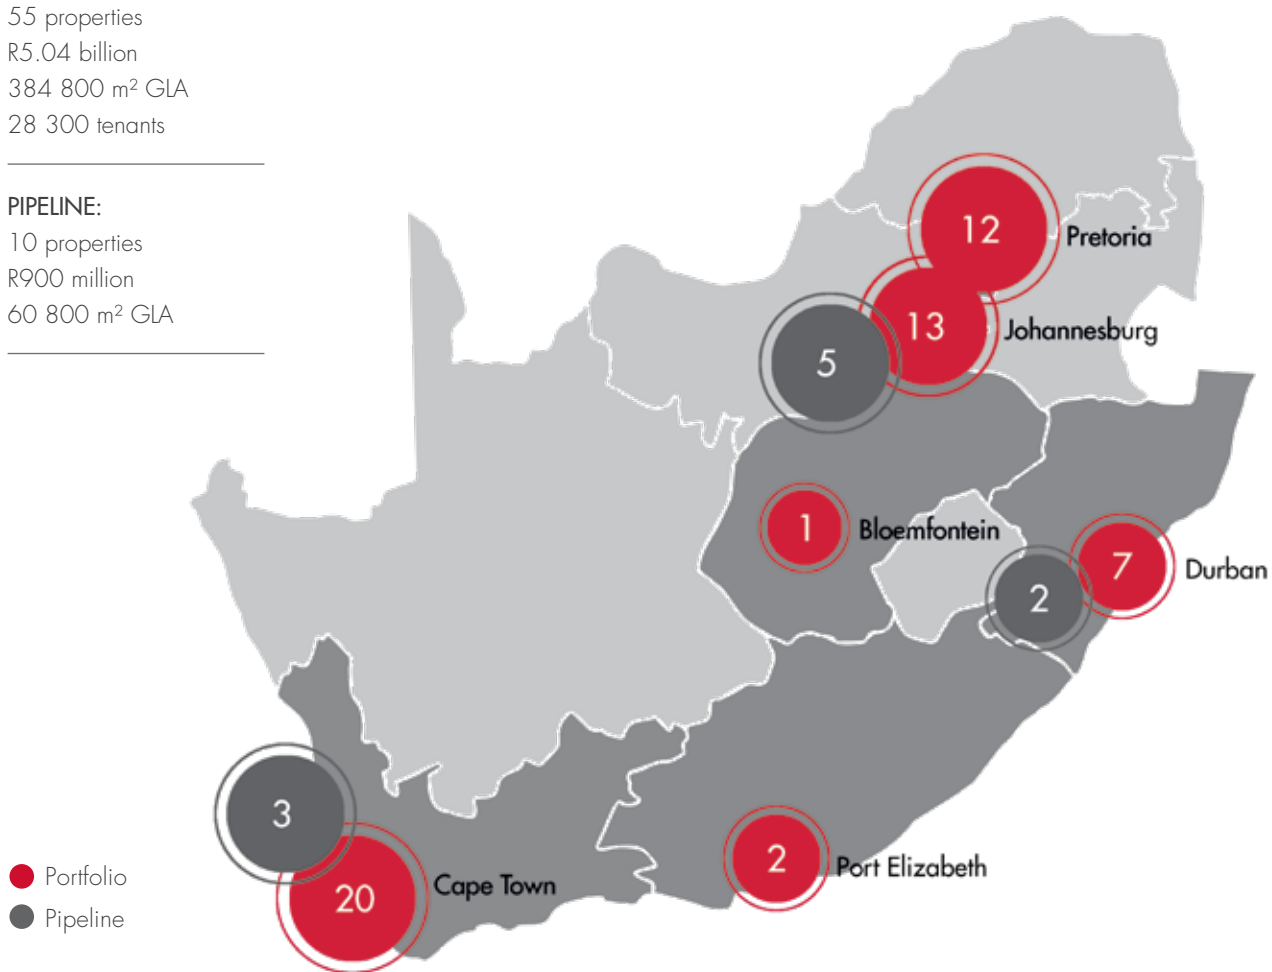 55 properties
R5.04 billion
384 800 m² GLA
28 300 tenants
PIPELINE:
10 properties
R900 million
60 800 m² GLA
12
Pretoria
13
Johannesburg
5
1
Bloemfontein
7
Durban
2
3
20
Cape Town
2
Port Elizabeth
Portfolio
Pipeline